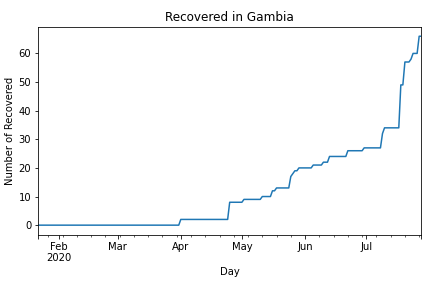 Recovered in Gambia
Number of Recovered
60
50
40
30
20
10
0
Feb
2020
Mar
Apr
May
Jun
Jul
Day